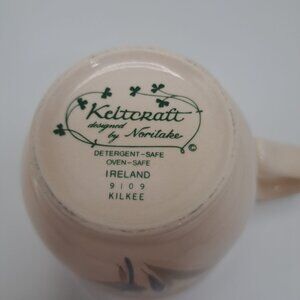 Keltcraft
designed
by Noritake
©
DETERGENT-SAFE
OVEN-SAFE
IRELAND
9109
KILKEE